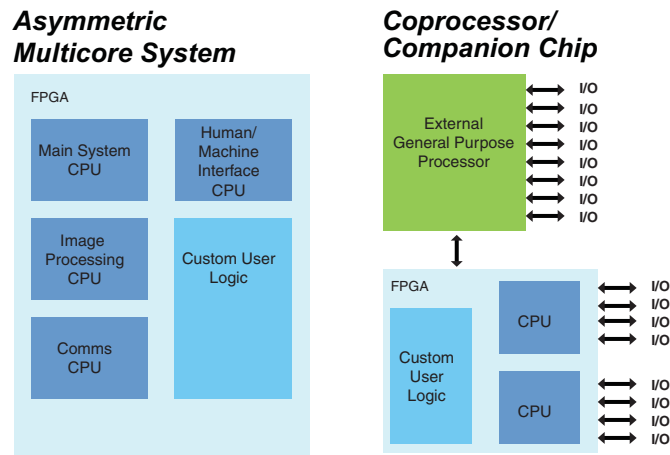 Asymmetric
Multicore System
FPGA
Main System
CPU
Human/
Machine
Interface
CPU
Image
Processing
CPU
Custom User
Logic
Comms
CPU
Coprocessor/
Companion Chip
External
General Purpose
Processor
I/O
I/O
I/O
I/O
I/O
I/O
I/O
I/O
FPGA
Custom
User
Logic
CPU
CPU
I/O
I/O
I/O
I/O
I/O
I/O
I/O
I/O